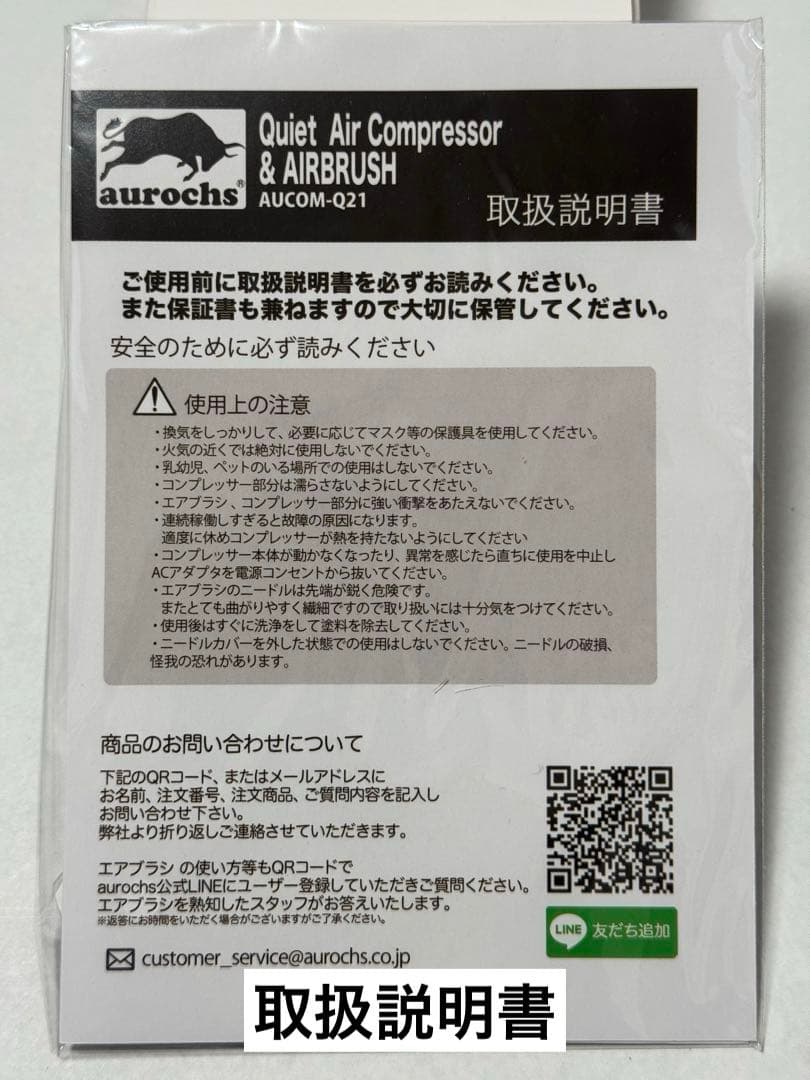 aurochs®
Quiet Air Compressor
& AIRBRUSH
AUCOM-Q21
取扱説明書
ご使用前に取扱説明書を必ずお読みください。
また保証書も兼ねますので大切に保管してください。
安全のために必ず読みください
使用上の注意
・換気をしっかりして、必要に応じてマスク等の保護具を使用してください。
・火気の近くでは絶対に使用しないでください。
・乳幼児、ペットのいる場所での使用はしないでください。
・コンプレッサー部分は濡らさないようにしてください。
・エアブラシ、コンプレッサー部分に強い衝撃をあたえないでください。
・連続稼働しすぎると故障の原因になります。
適度に休めコンプレッサーが熱を持たないようにしてください
・コンプレッサー本体が動かなくなったり、異常を感じたら直ちに使用を中止し
ACアダプタを電源コンセントから抜いてください。
・エアブラシのニードルは先端が鋭く危険です。
またとても曲がりやすく繊細ですので取り扱いには十分気をつけてください。
・使用後はすぐに洗浄をして塗料を除去してください。
・ニードルカバーを外した状態での使用はしないでください。ニードルの破損、
怪我の恐れがあります。
商品のお問い合わせについて
下記のQRコード、またはメールアドレスに
お名前、注文番号、注文商品、ご質問内容を記入し
お問い合わせ下さい。
弊社より折り返しご連絡させていただきます。
エアブラシ の使い方等もQRコードで
aurochs公式LINEにユーザー登録していただきご質問ください。
エアブラシを熟知したスタッフがお答えいたします。
※返答にお時間をいただく場合がございますがご了承ください。
LINE 友だち追加
customer_service@aurochs.co.jp
取扱説明書